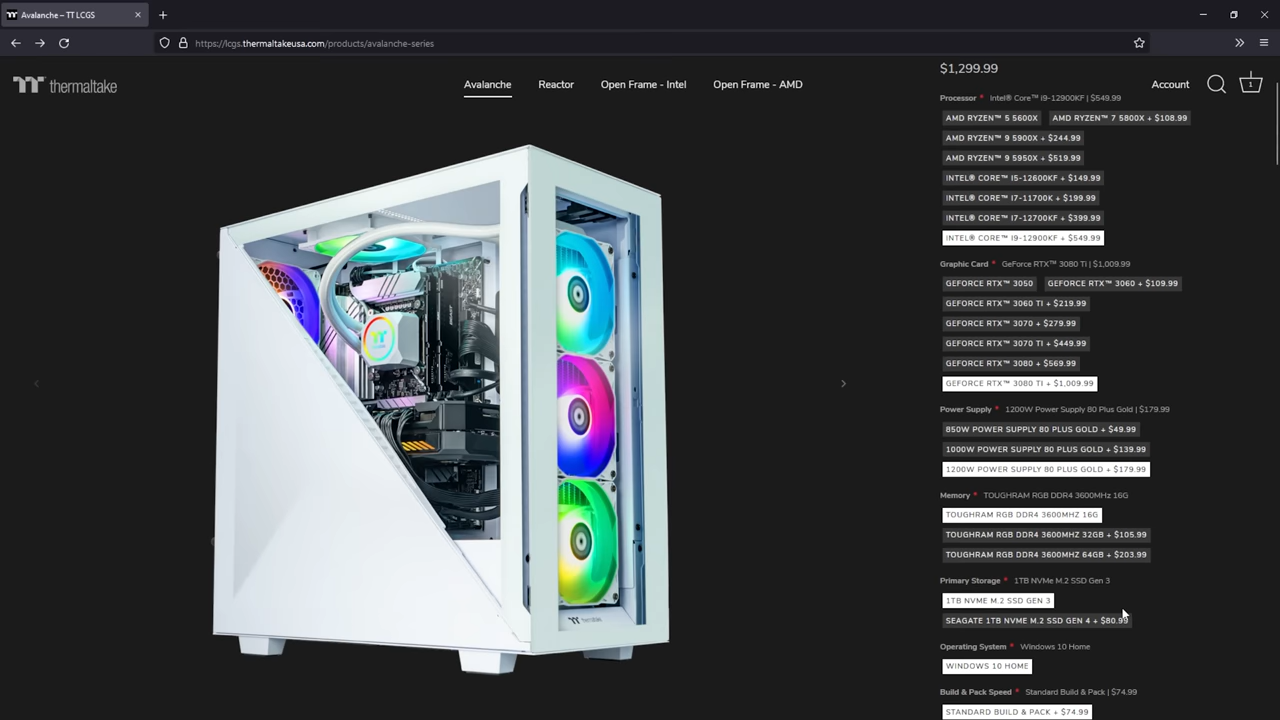 Avalanche – TT LCGS
https://lcgs.thermaltakeusa.com/products/avalanche-series
thermaltake
Avalanche
Reactor
Open Frame - Intel
Open Frame - AMD
Account
1
$1,299.99
Processor * Intel® Core™ i9-12900KF | $549.99
AMD RYZEN™ 5 5600X
AMD RYZEN™ 7 5800X + $108.99
AMD RYZEN™ 9 5900X + $244.99
AMD RYZEN™ 9 5950X + $519.99
INTEL® CORE™ I5-12600KF + $149.99
INTEL® CORE™ I7-11700K + $199.99
INTEL® CORE™ I7-12700KF + $399.99
INTEL® CORE™ I9-12900KF + $549.99
Graphic Card * GeForce RTX™ 3080 Ti | $1,009.99
GEFORCE RTX™ 3050
GEFORCE RTX™ 3060 + $109.99
GEFORCE RTX™ 3060 TI + $219.99
GEFORCE RTX™ 3070 + $279.99
GEFORCE RTX™ 3070 TI + $449.99
GEFORCE RTX™ 3080 + $569.99
GEFORCE RTX™ 3080 TI + $1,009.99
Power Supply * 1200W Power Supply 80 Plus Gold | $179.99
850W POWER SUPPLY 80 PLUS GOLD + $49.99
1000W POWER SUPPLY 80 PLUS GOLD + $139.99
1200W POWER SUPPLY 80 PLUS GOLD + $179.99
Memory * TOUGHRAM RGB DDR4 3600MHz 16G
TOUGHRAM RGB DDR4 3600MHZ 16G
TOUGHRAM RGB DDR4 3600MHZ 32GB + $105.99
TOUGHRAM RGB DDR4 3600MHZ 64GB + $203.99
Primary Storage * 1TB NVMe M.2 SSD Gen 3
1TB NVME M.2 SSD GEN 3
SEAGATE 1TB NVME M.2 SSD GEN 4 + $80.99
Operating System * Windows 10 Home
WINDOWS 10 HOME
Build & Pack Speed * Standard Build & Pack | $74.99
STANDARD BUILD & PACK + $74.99
thermaltake